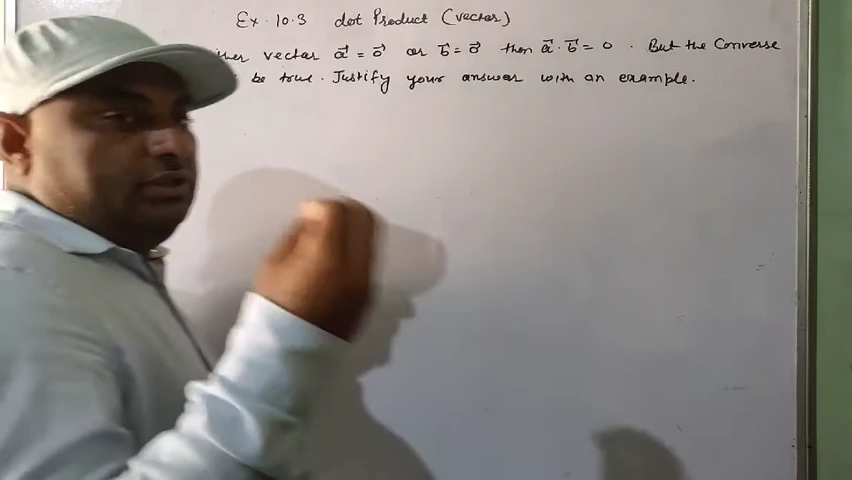 Ex. 10.3 dot Product (vector)
vector a⃗ = 0⃗ or b⃗ = 0⃗ then a⃗ . b⃗ = 0 . But the Converse
be true. Justify your answer with an example.